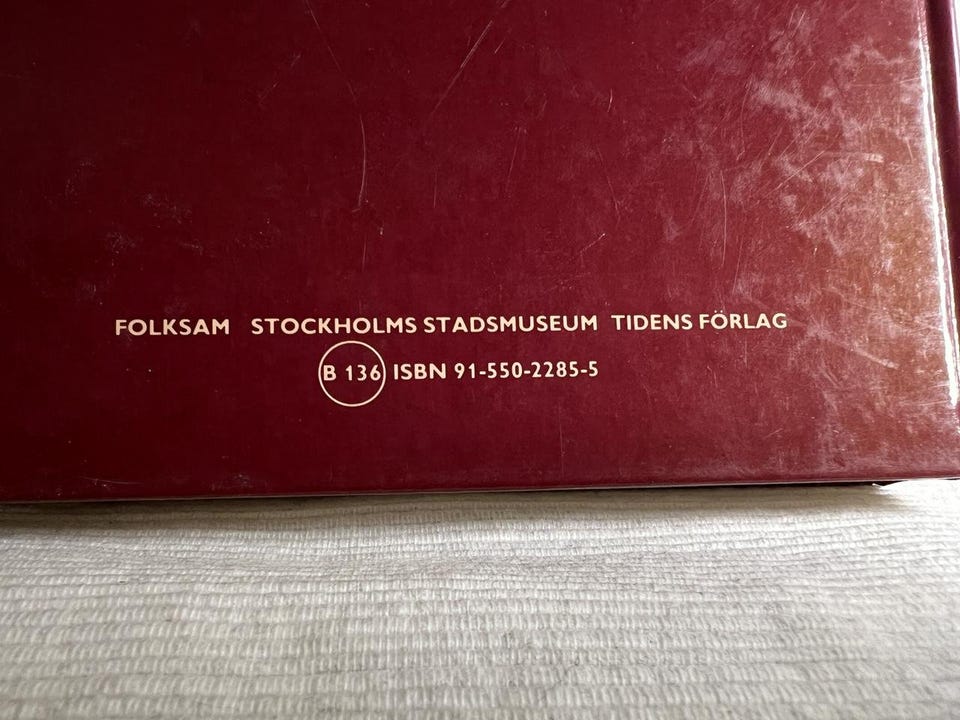 FOLKSAM STOCKHOLMS STADSMUSEUM TIDENS FÖRLAG
B 136 ISBN 91-550-2285-5